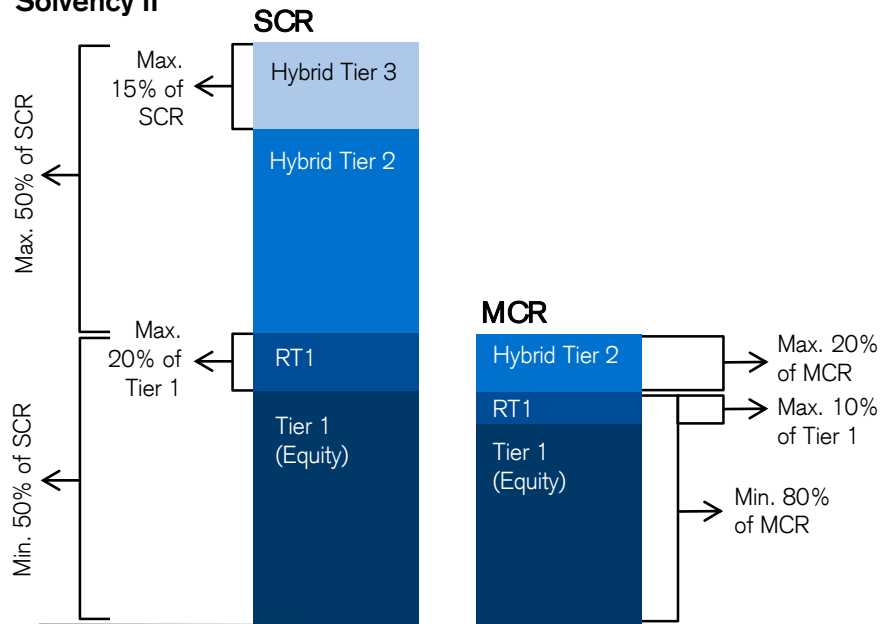 Solvency II
SCR
Max.
15% of
SCR
Hybrid Tier 3
Max. 50% of SCR
Hybrid Tier 2
Max.
20% of
Tier 1
RT1
Min. 50% of SCR
Tier 1
(Equity)
MCR
Hybrid Tier 2
Max. 20%
of MCR
RT1
Max. 10%
of Tier 1
Tier 1
(Equity)
Min. 80%
of MCR